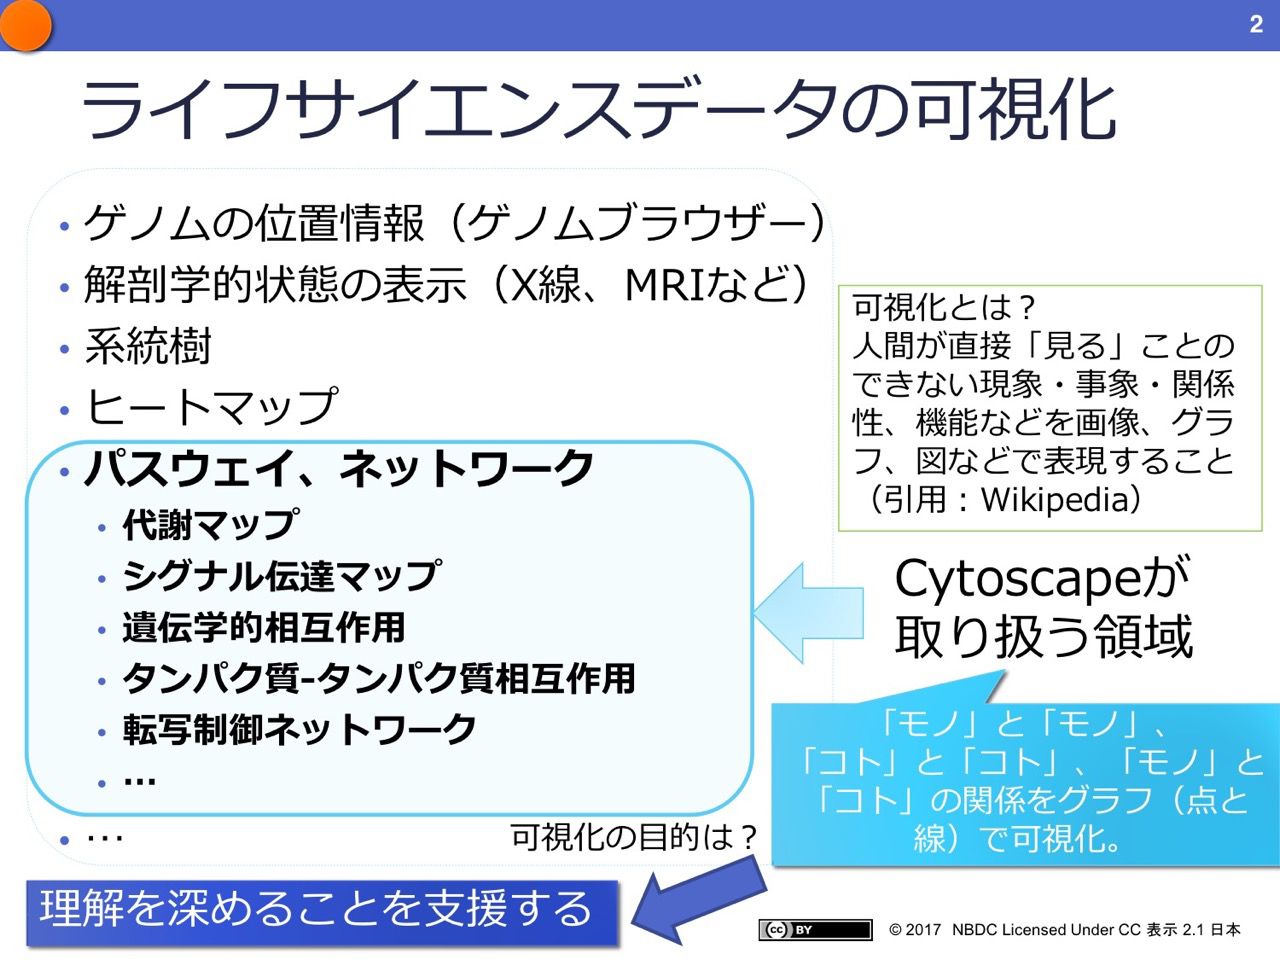 2
ライフサイエンスデータの可視化
• ゲノムの位置情報（ゲノムブラウザー）
• 解剖学的状態の表示（X線、MRIなど）
• 系統樹
• ヒートマップ
• パスウェイ、ネットワーク
• 代謝マップ
• シグナル伝達マップ
• 遺伝学的相互作用
• タンパク質-タンパク質相互作用
• 転写制御ネットワーク
• …
• …
可視化とは？
人間が直接「見る」ことの
できない現象・事象・関係
性、機能などを画像、グラ
フ、図などで表現すること
（引用：Wikipedia）
Cytoscapeが
取り扱う領域
「モノ」と「モノ」、
「コト」と「コト」、「モノ」と
「コト」の関係をグラフ（点と
線）で可視化。
可視化の目的は？
理解を深めることを支援する
cc BY
© 2017 NBDC Licensed Under CC 表示 2.1 日本